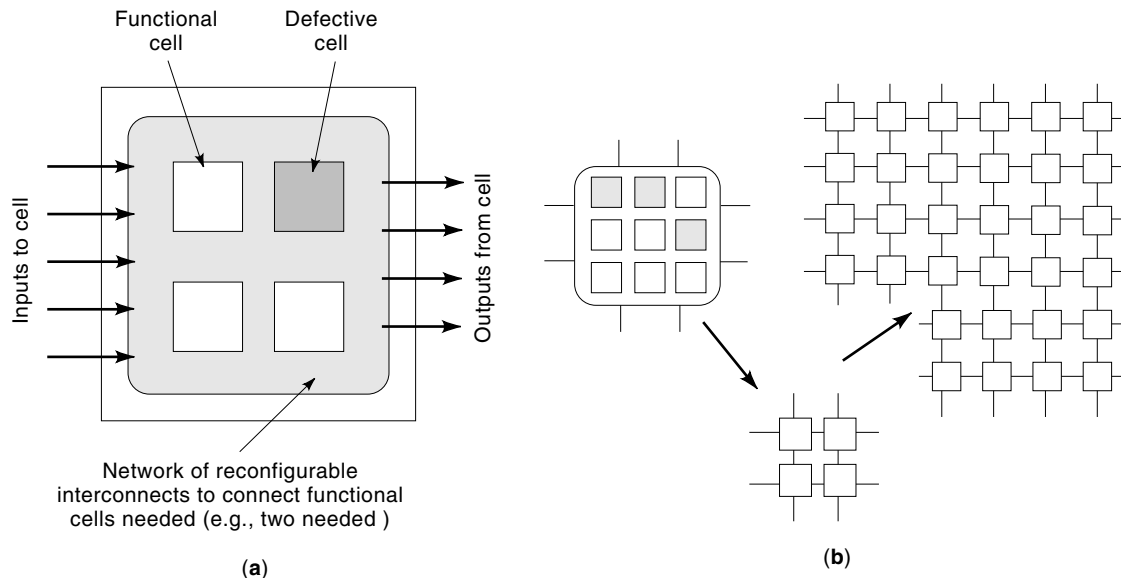 Functional
cell
Defective
cell
Inputs to cell
Outputs from cell
Network of reconfigurable
interconnects to connect functional
cells needed (e.g., two needed )
(a)
(b)